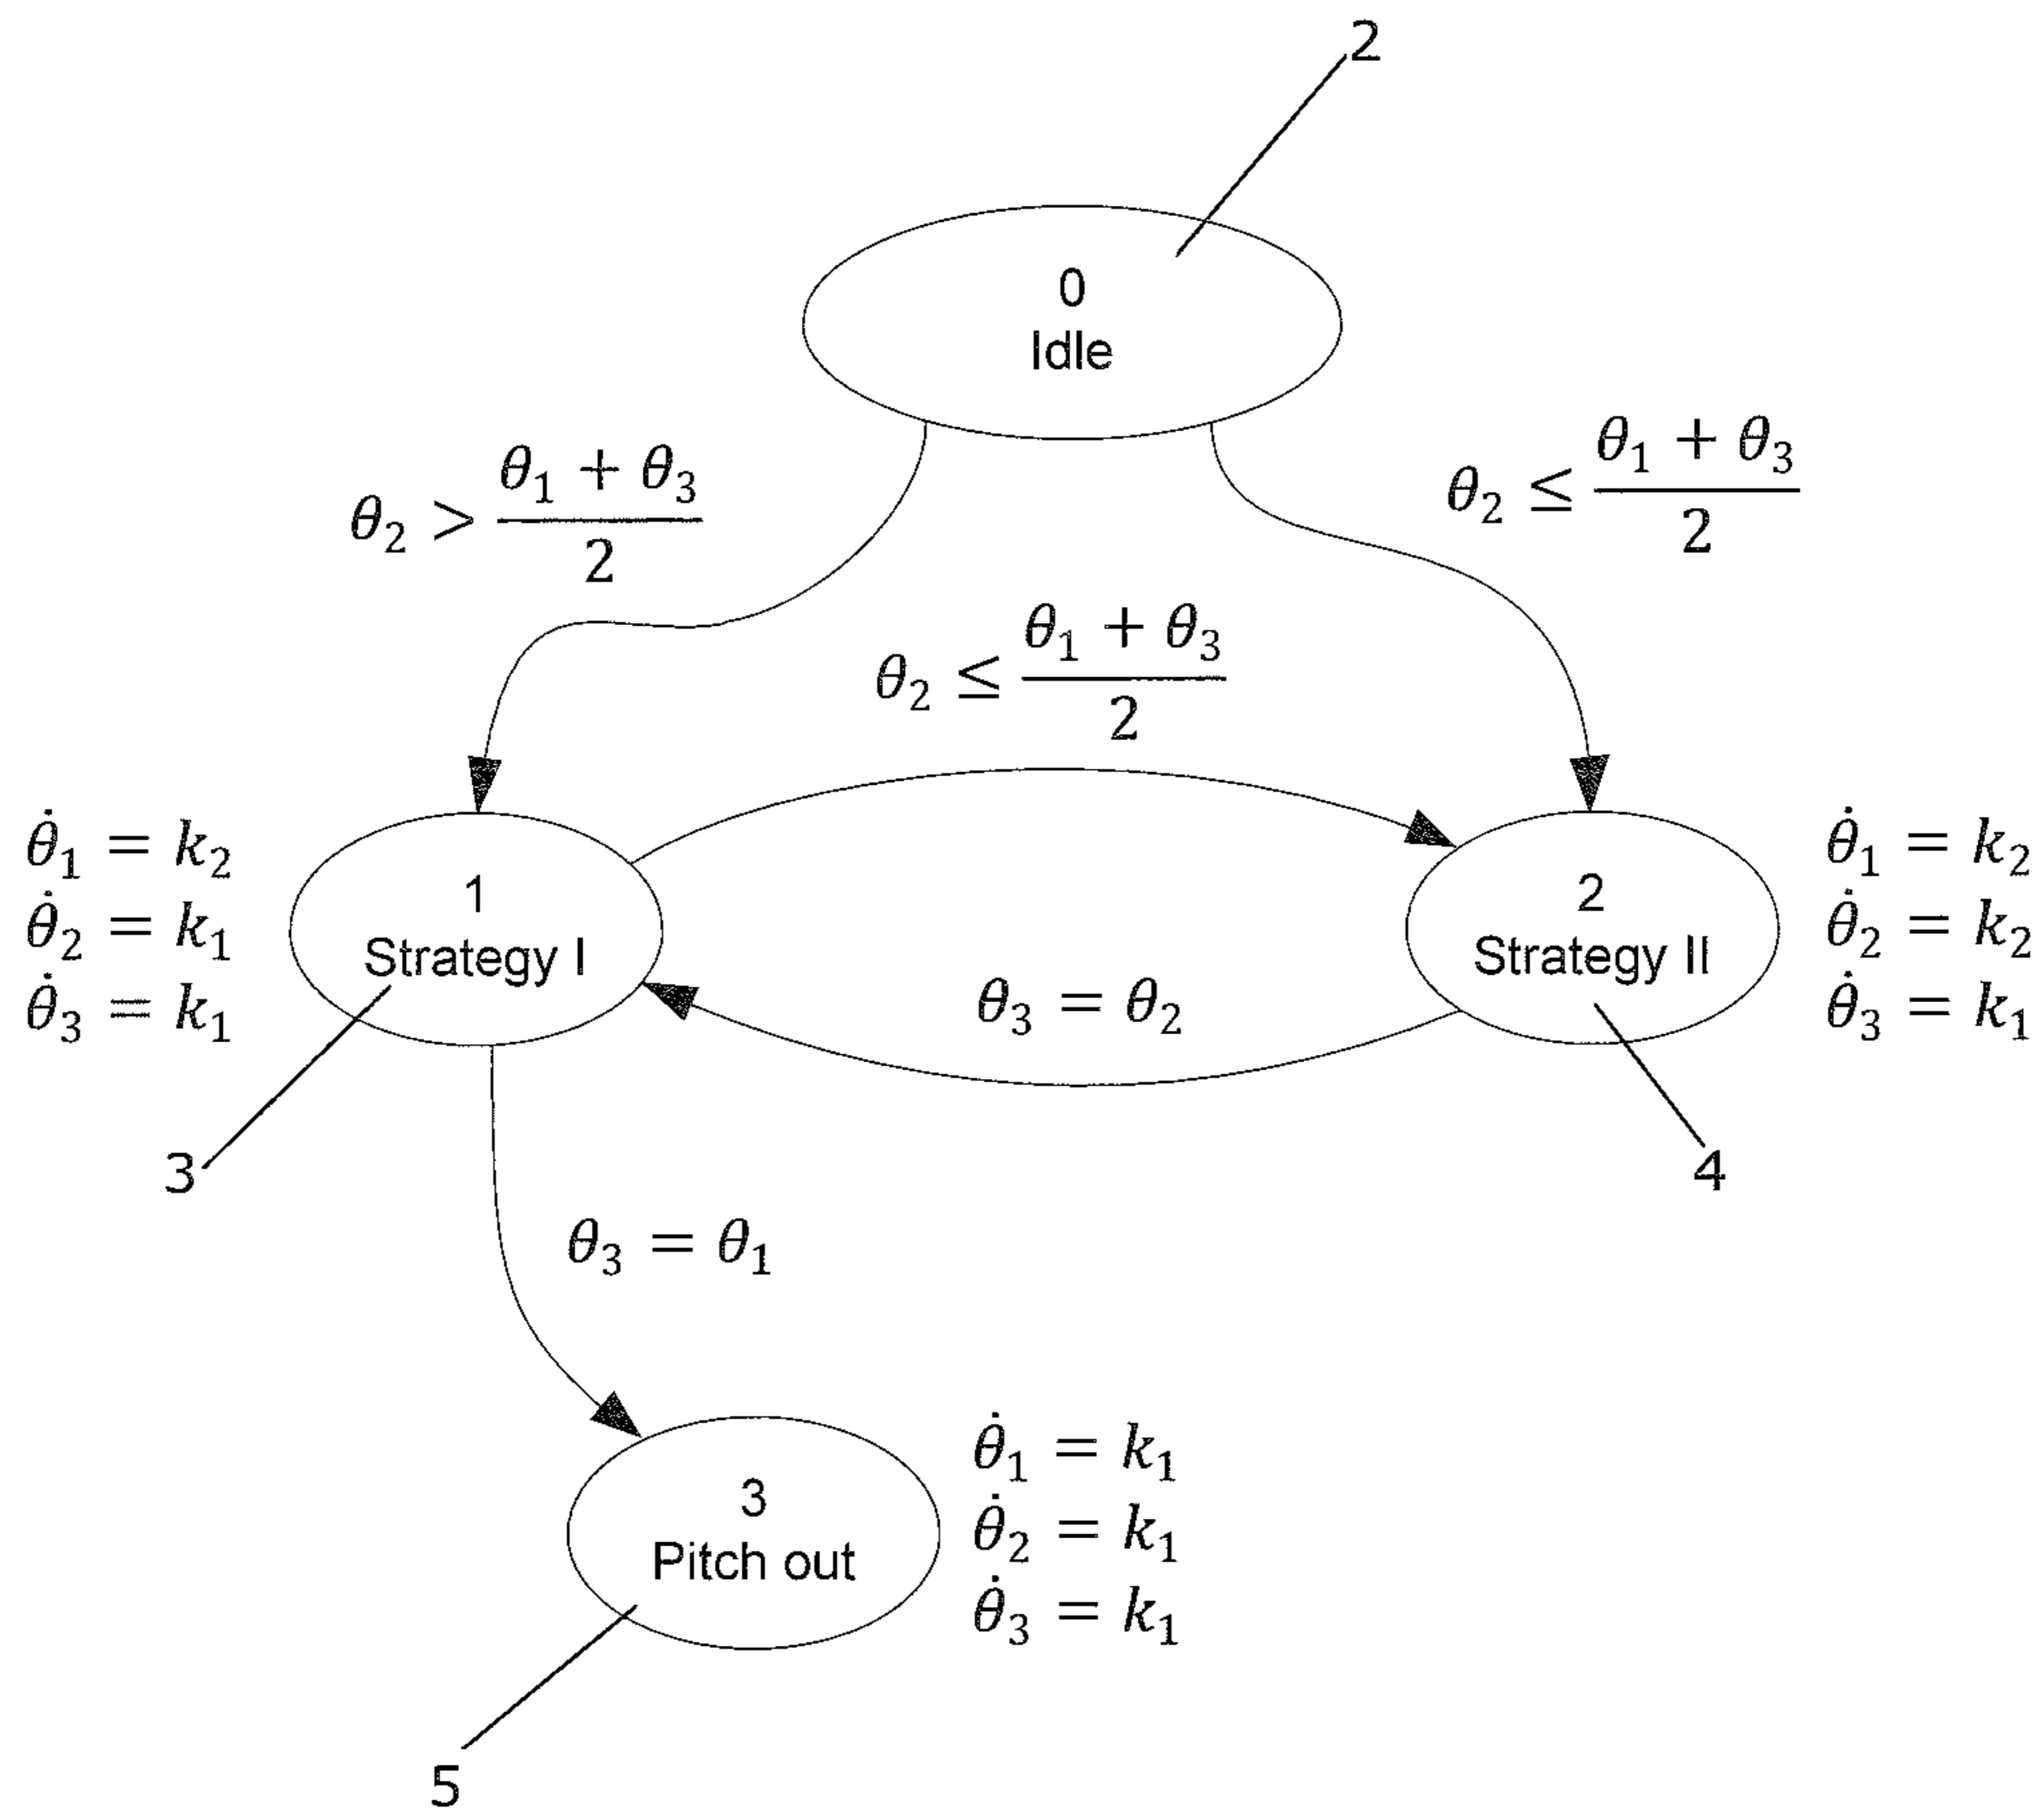 2
0
Idle
θ₂ > (θ₁ + θ₃)/2
θ₂ ≤ (θ₁ + θ₃)/2
θ₂ ≤ (θ₁ + θ₃)/2
θ̇₁ = k₂
θ̇₂ = k₁
θ̇₃ = k₁
1
Strategy I
2
Strategy II
θ̇₁ = k₂
θ̇₂ = k₂
θ̇₃ = k₁
θ₃ = θ₂
3
4
θ₃ = θ₁
3
Pitch out
θ̇₁ = k₁
θ̇₂ = k₁
θ̇₃ = k₁
5